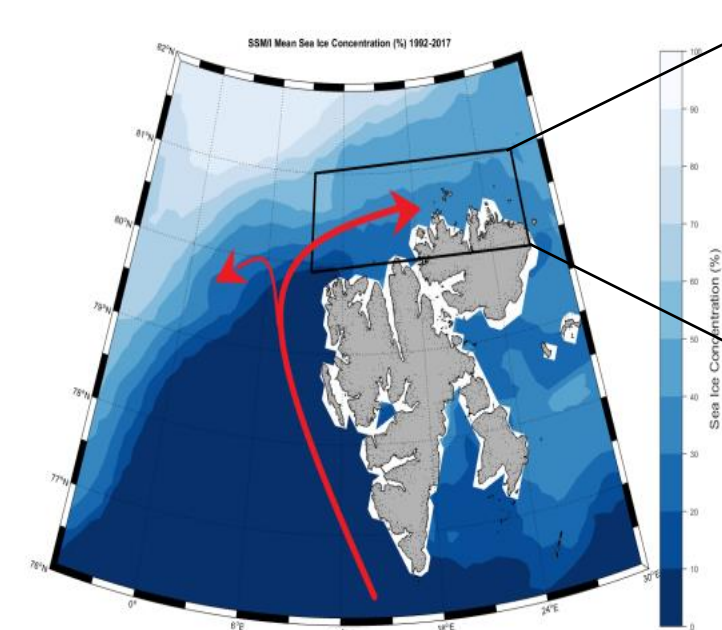 SSM/I Mean Sea Ice Concentration (%) 1992-2017
82°N
81°N
80°N
79°N
78°N
77°N
76°N
0°
6°E
18°E
24°E
30°E
100
90
80
70
60
50
40
30
20
10
0
Sea Ice Concentration (%)